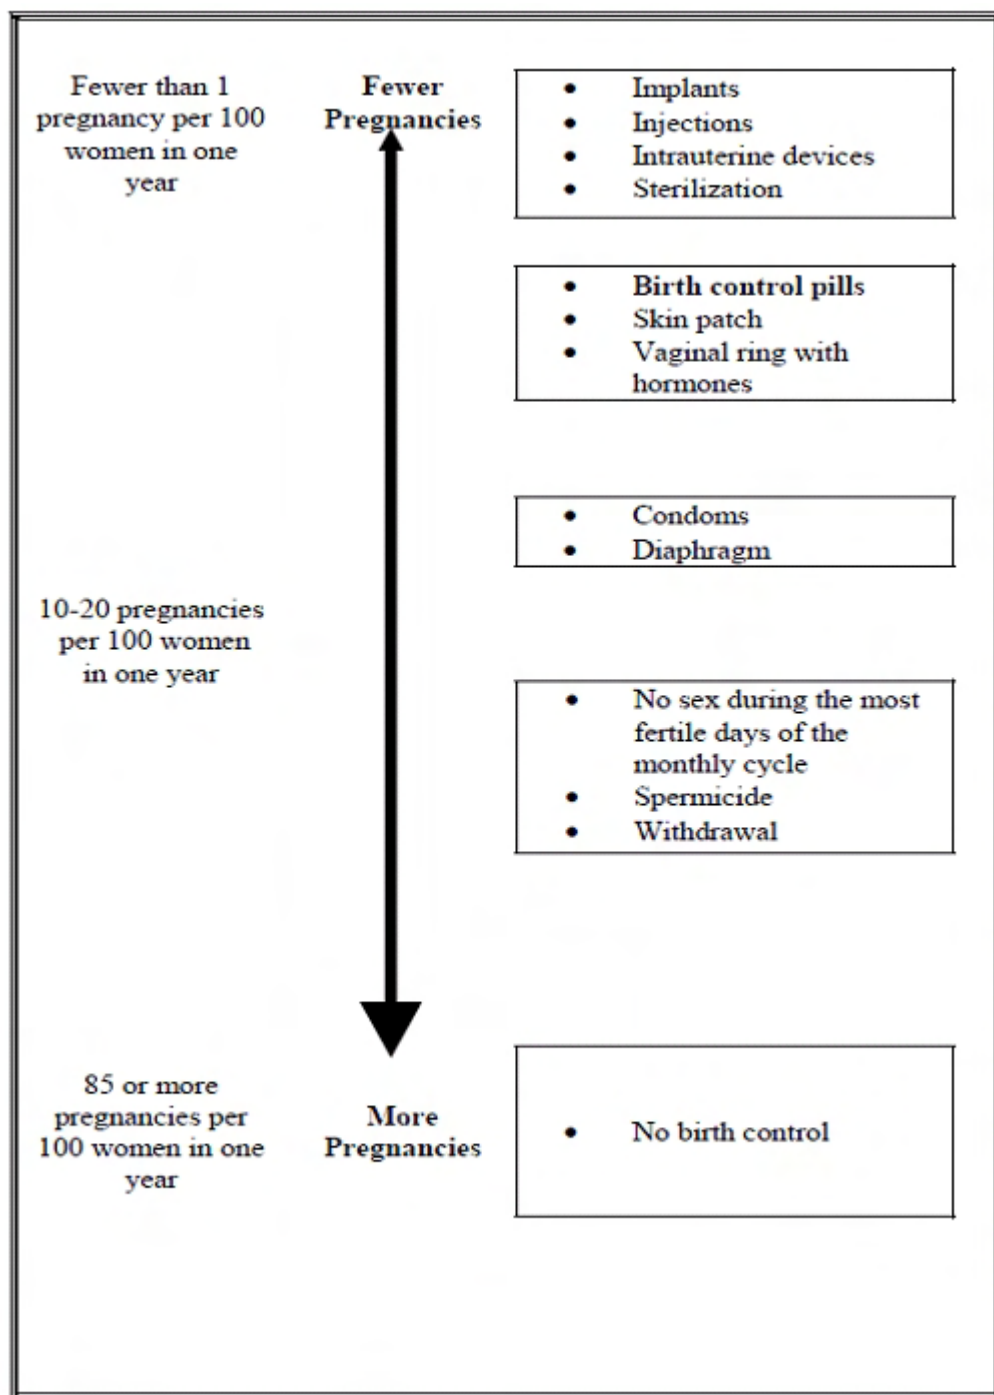 Fewer than 1
pregnancy per 100
women in one
year
Fewer
Pregnancies
• Implants
• Injections
• Intrauterine devices
• Sterilization
• Birth control pills
• Skin patch
• Vaginal ring with
hormones
• Condoms
• Diaphragm
10-20 pregnancies
per 100 women
in one year
• No sex during the most
fertile days of the
monthly cycle
• Spermicide
• Withdrawal
85 or more
pregnancies per
100 women in one
year
More
Pregnancies
• No birth control